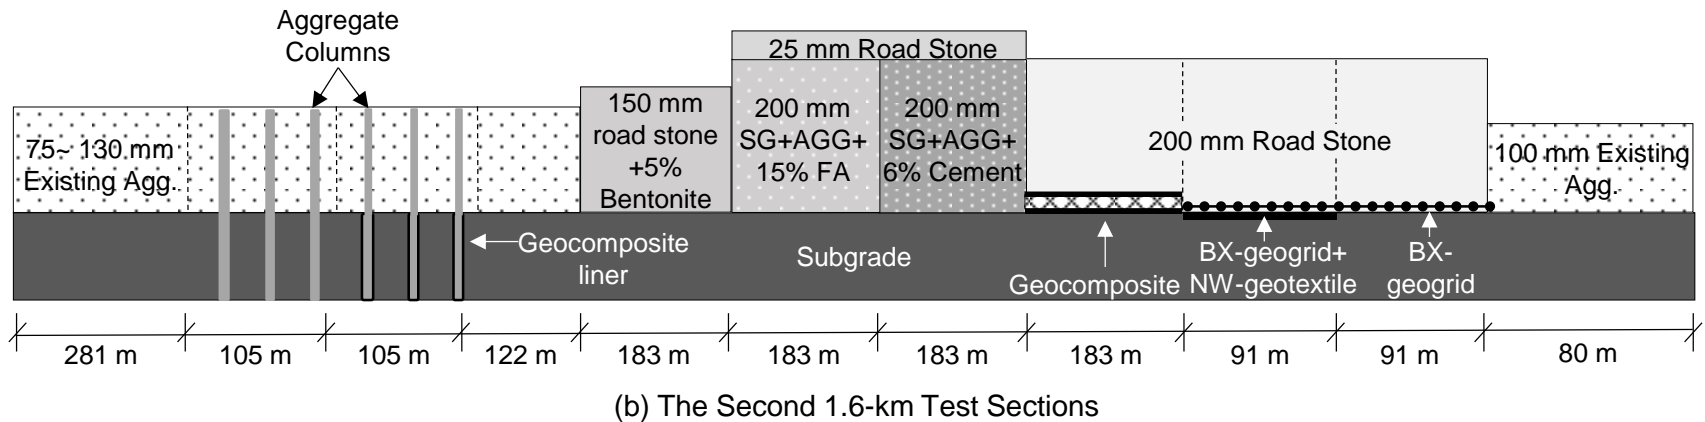 Aggregate
Columns
25 mm Road Stone
75~ 130 mm
Existing Agg.
150 mm
road stone
+5%
Bentonite
200 mm
SG+AGG+
15% FA
200 mm
SG+AGG+
6% Cement
200 mm Road Stone
100 mm Existing
Agg.
Geocomposite
liner
Subgrade
Geocomposite
BX-geogrid+
NW-geotextile
BX-
geogrid
281 m
105 m
105 m
122 m
183 m
183 m
183 m
183 m
91 m
91 m
80 m
(b) The Second 1.6-km Test Sections